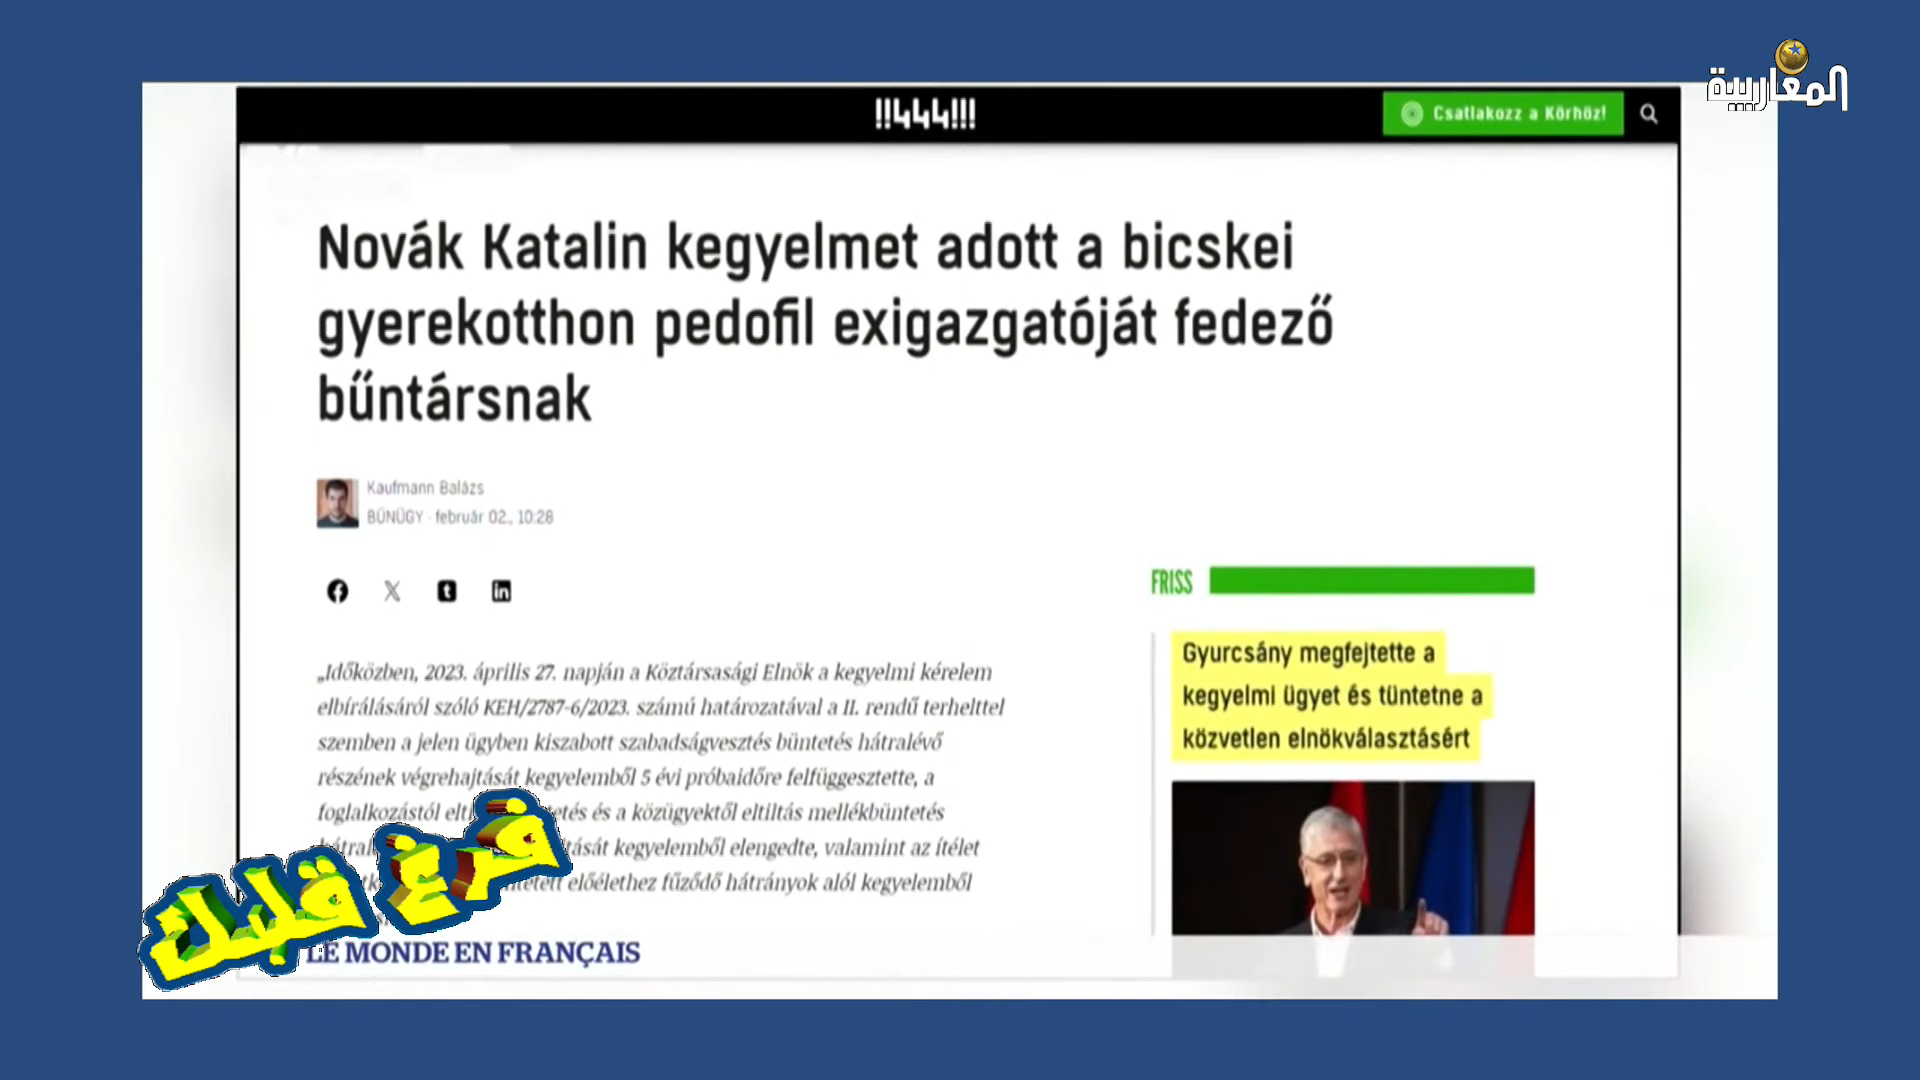 المغاربية
!!444!!!
Csatlakozz a Körhöz!
Novák Katalin kegyelmet adott a bicskei
gyerekotthon pedofil exigazgatóját fedező
bűntársnak
Kaufmann Balázs
BŰNÜGY - február 02., 10:28
„Időközben, 2023. április 27. napján a Köztársasági Elnök a kegyelmi kérelem
elbírálásáról szóló KEH/2787-6/2023. számú határozatával a II. rendű terhelttel
szemben a jelen ügyben kiszabott szabadságvesztés büntetés hátralévő
részének végrehajtását kegyelemből 5 évi próbaidőre felfüggesztette, a
foglalkozástól és a közügyektől eltiltás mellékbüntetés
kegyelemből elengedte, valamint az ítélet
előélethez fűződő hátrányok alól kegyelemből
FRISS
Gyurcsány megfejtette a
kegyelmi ügyet és tüntetne a
közvetlen elnökválasztásért
فرغ قلبك
LE MONDE EN FRANÇAIS